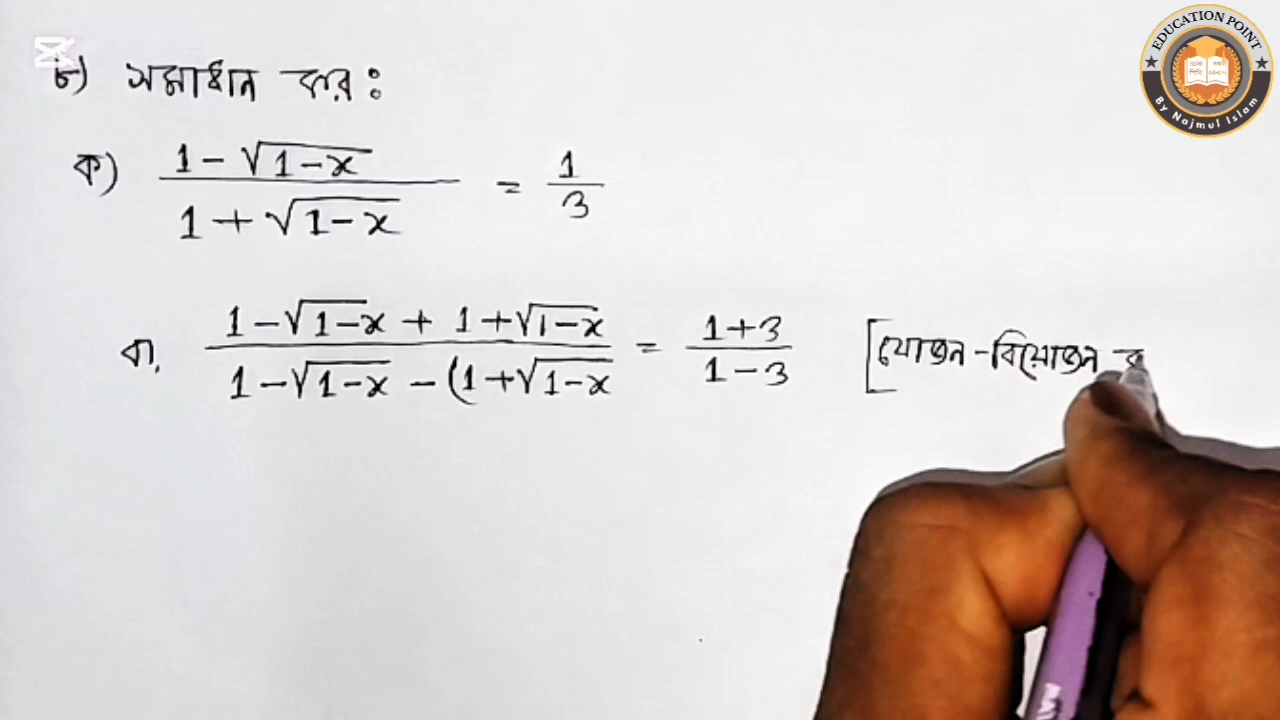 EDUCATION POINT
By Najmul Islam
৮) সমাধান কর:
ক) (1 - √(1-x)) / (1 + √(1-x)) = 1/3
বা, (1 - √(1-x) + 1 + √(1-x)) / (1 - √(1-x) - (1 + √(1-x)) = (1+3)/(1-3) [যোজন-বিয়োজন ক
MA